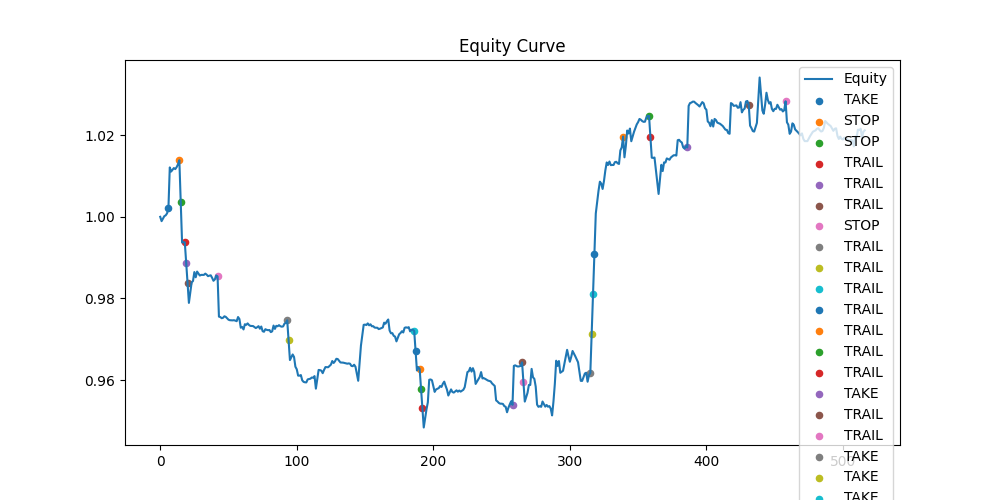 Equity Curve
1.02
1.00
0.98
0.96
0
100
200
300
400
500
Equity
TAKE
STOP
STOP
TRAIL
TRAIL
TRAIL
STOP
TRAIL
TRAIL
TRAIL
TRAIL
TRAIL
TRAIL
TRAIL
TAKE
TRAIL
TRAIL
TAKE
TAKE
TAKE